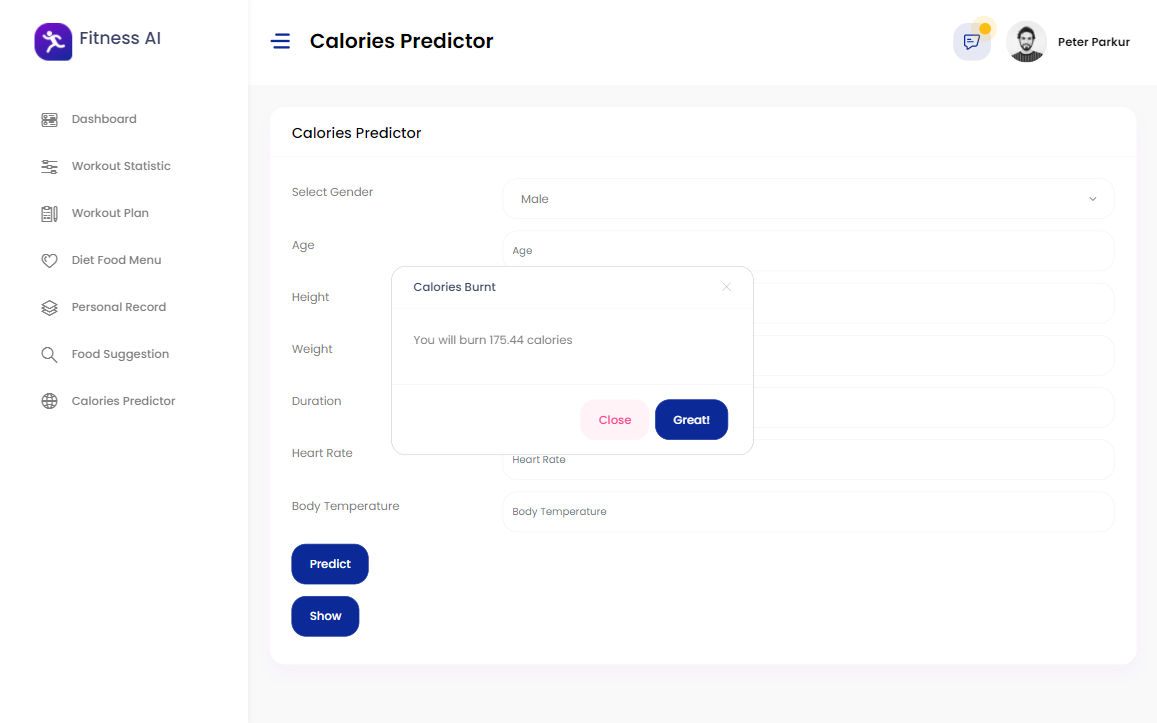 Fitness AI
Calories Predictor
Peter Parkur
Dashboard
Workout Statistic
Workout Plan
Diet Food Menu
Personal Record
Food Suggestion
Calories Predictor
Calories Predictor
Select Gender
Male
Age
Age
Height
Weight
Duration
Heart Rate
Heart Rate
Body Temperature
Body Temperature
Predict
Show
Calories Burnt
You will burn 175.44 calories
Close
Great!